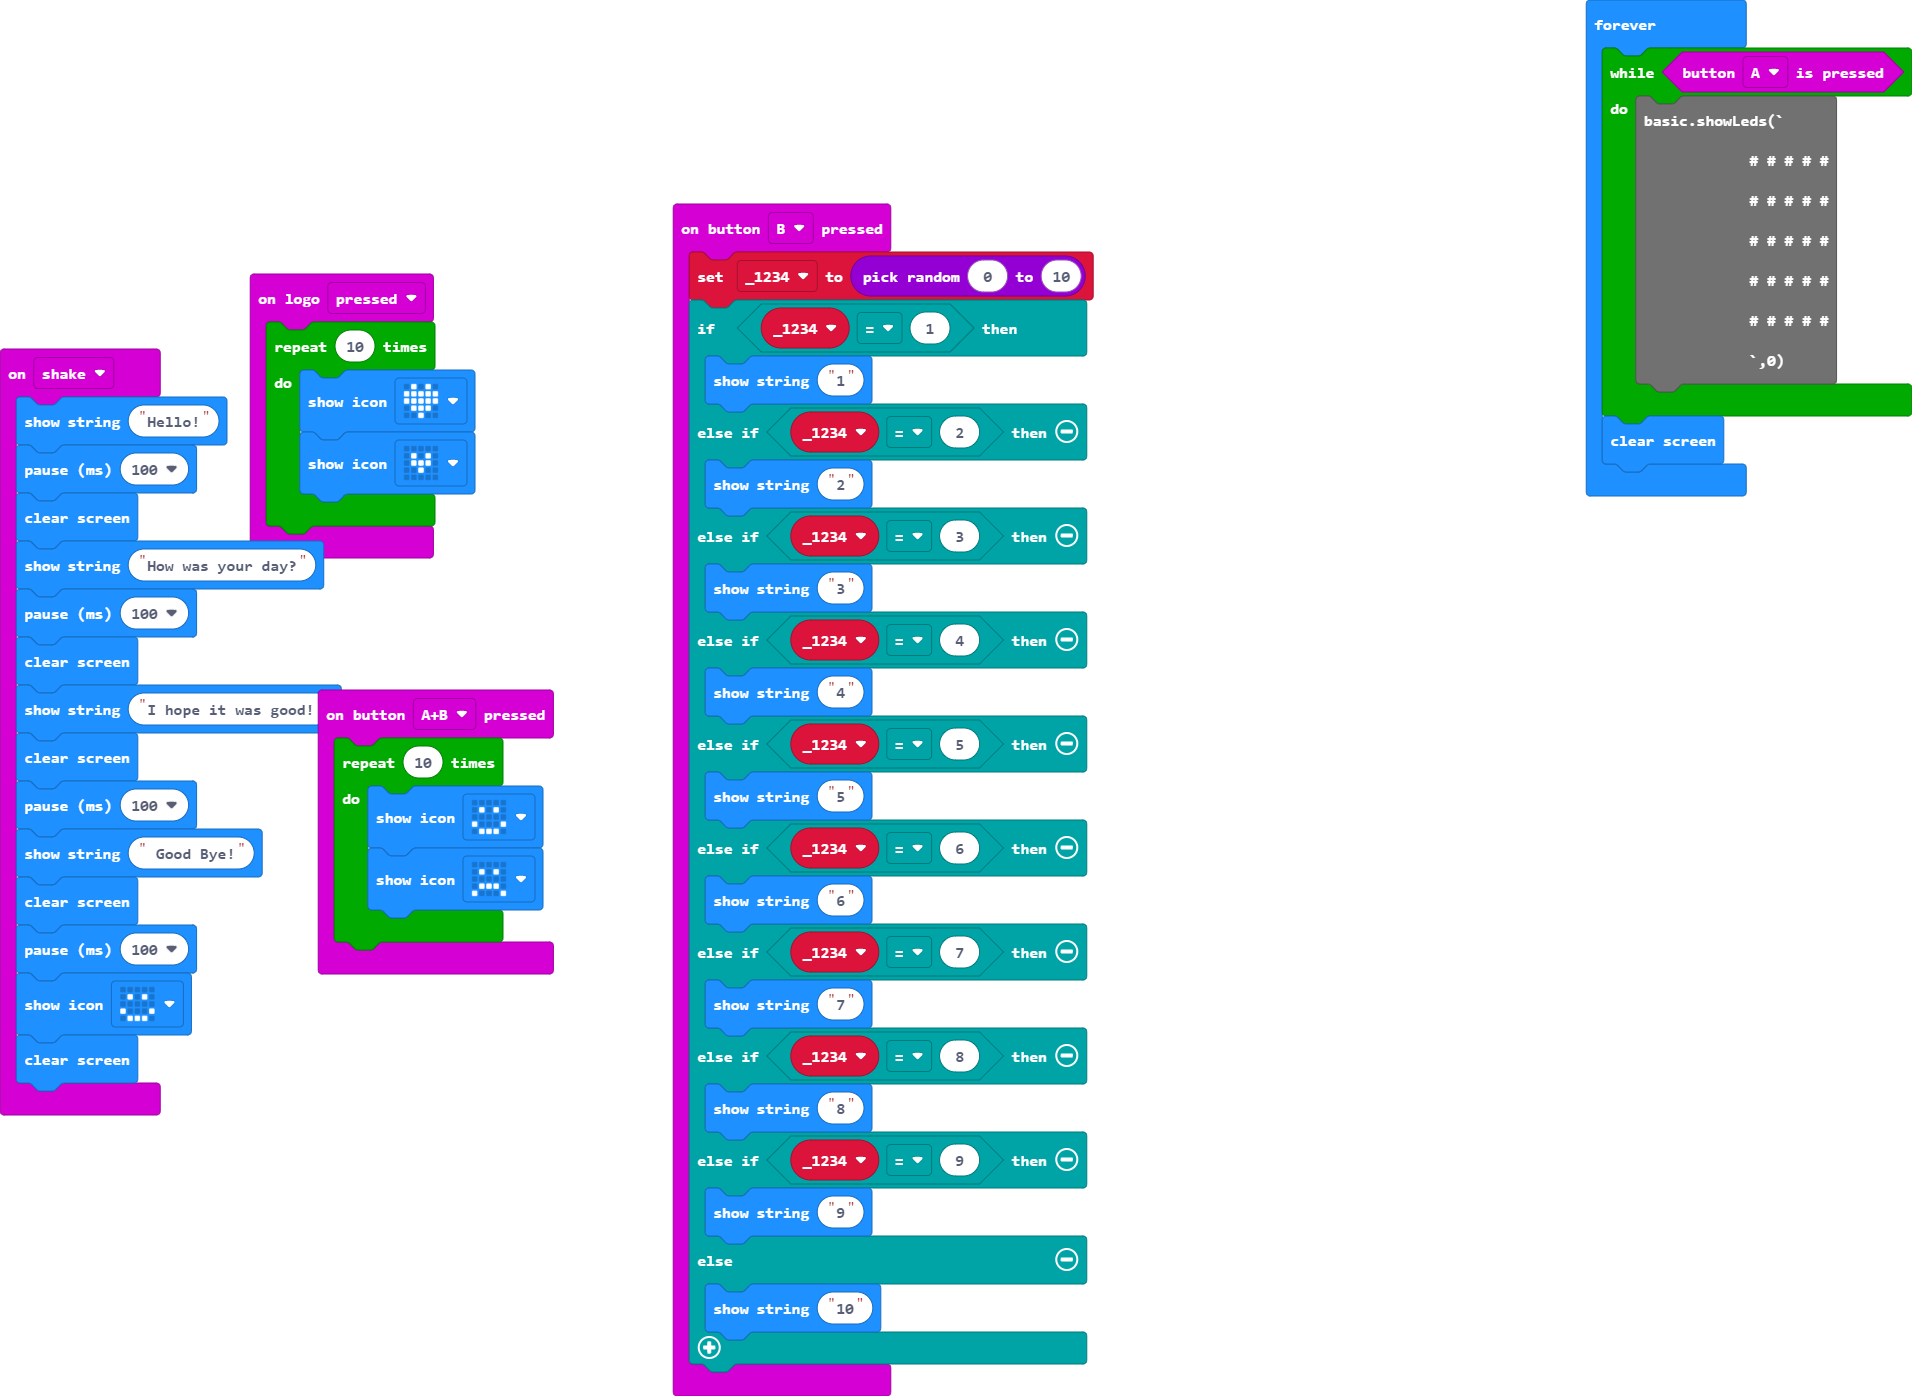 on shake
show string "Hello!"
pause (ms) 100
clear screen
show string "How was your day?"
pause (ms) 100
clear screen
show string "I hope it was good!
clear screen
pause (ms) 100
show string " Good Bye!"
clear screen
pause (ms) 100
show icon
clear screen
on logo pressed
repeat 10 times
do
show icon
show icon
on button A+B pressed
repeat 10 times
do
show icon
show icon
on button B pressed
set _1234 to pick random 0 to 10
if _1234 = 1 then
show string "1"
else if _1234 = 2 then
show string "2"
else if _1234 = 3 then
show string "3"
else if _1234 = 4 then
show string "4"
else if _1234 = 5 then
show string "5"
else if _1234 = 6 then
show string "6"
else if _1234 = 7 then
show string "7"
else if _1234 = 8 then
show string "8"
else if _1234 = 9 then
show string "9"
else
show string "10"
forever
while button A is pressed
do
basic.showLeds(`
# # # # #
# # # # #
# # # # #
# # # # #
# # # # #
`,0)
clear screen